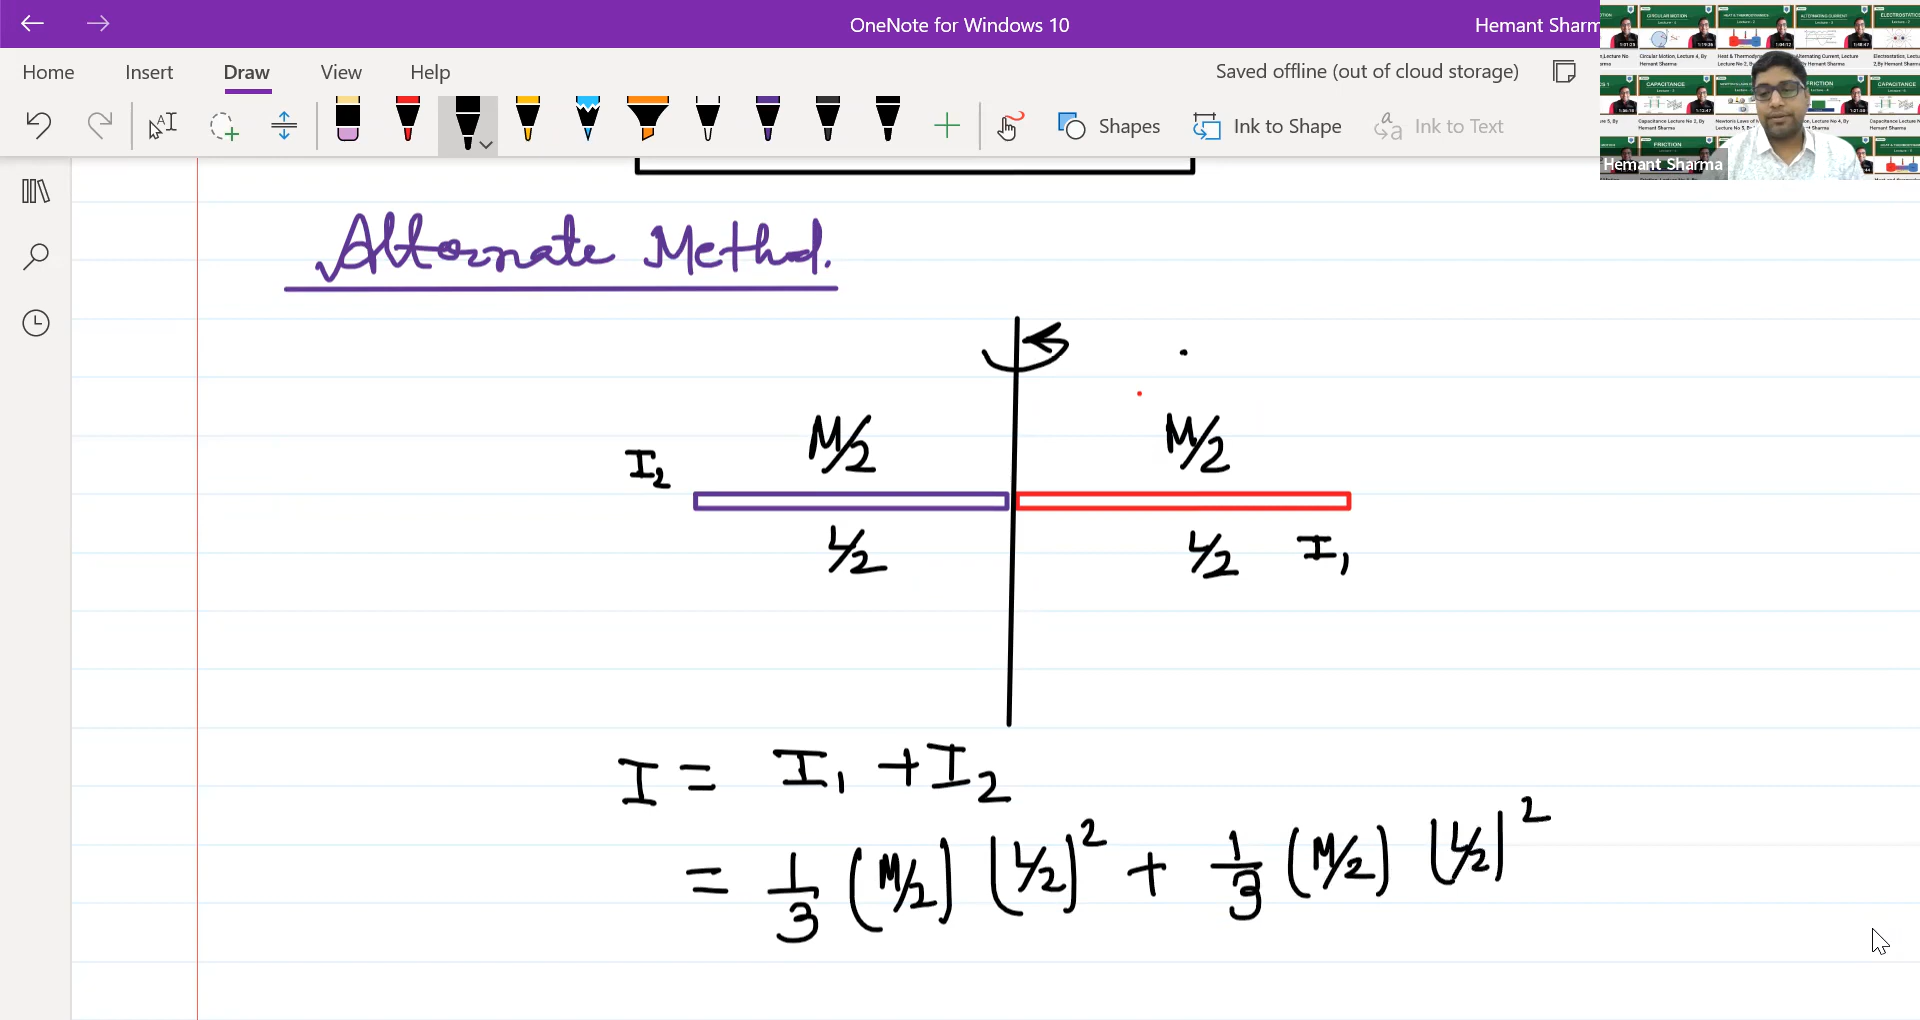 OneNote for Windows 10
Hemant Sharm
Home Insert Draw View Help
Saved offline (out of cloud storage)
Shapes
Ink to Shape
Ink to Text
Hemant Sharma
Alternate Method.
M/2
M/2
I₂
L/2
L/2
I₁
I = I₁ + I₂
= 1/3 (M/2) (L/2)² + 1/3 (M/2) (L/2)²